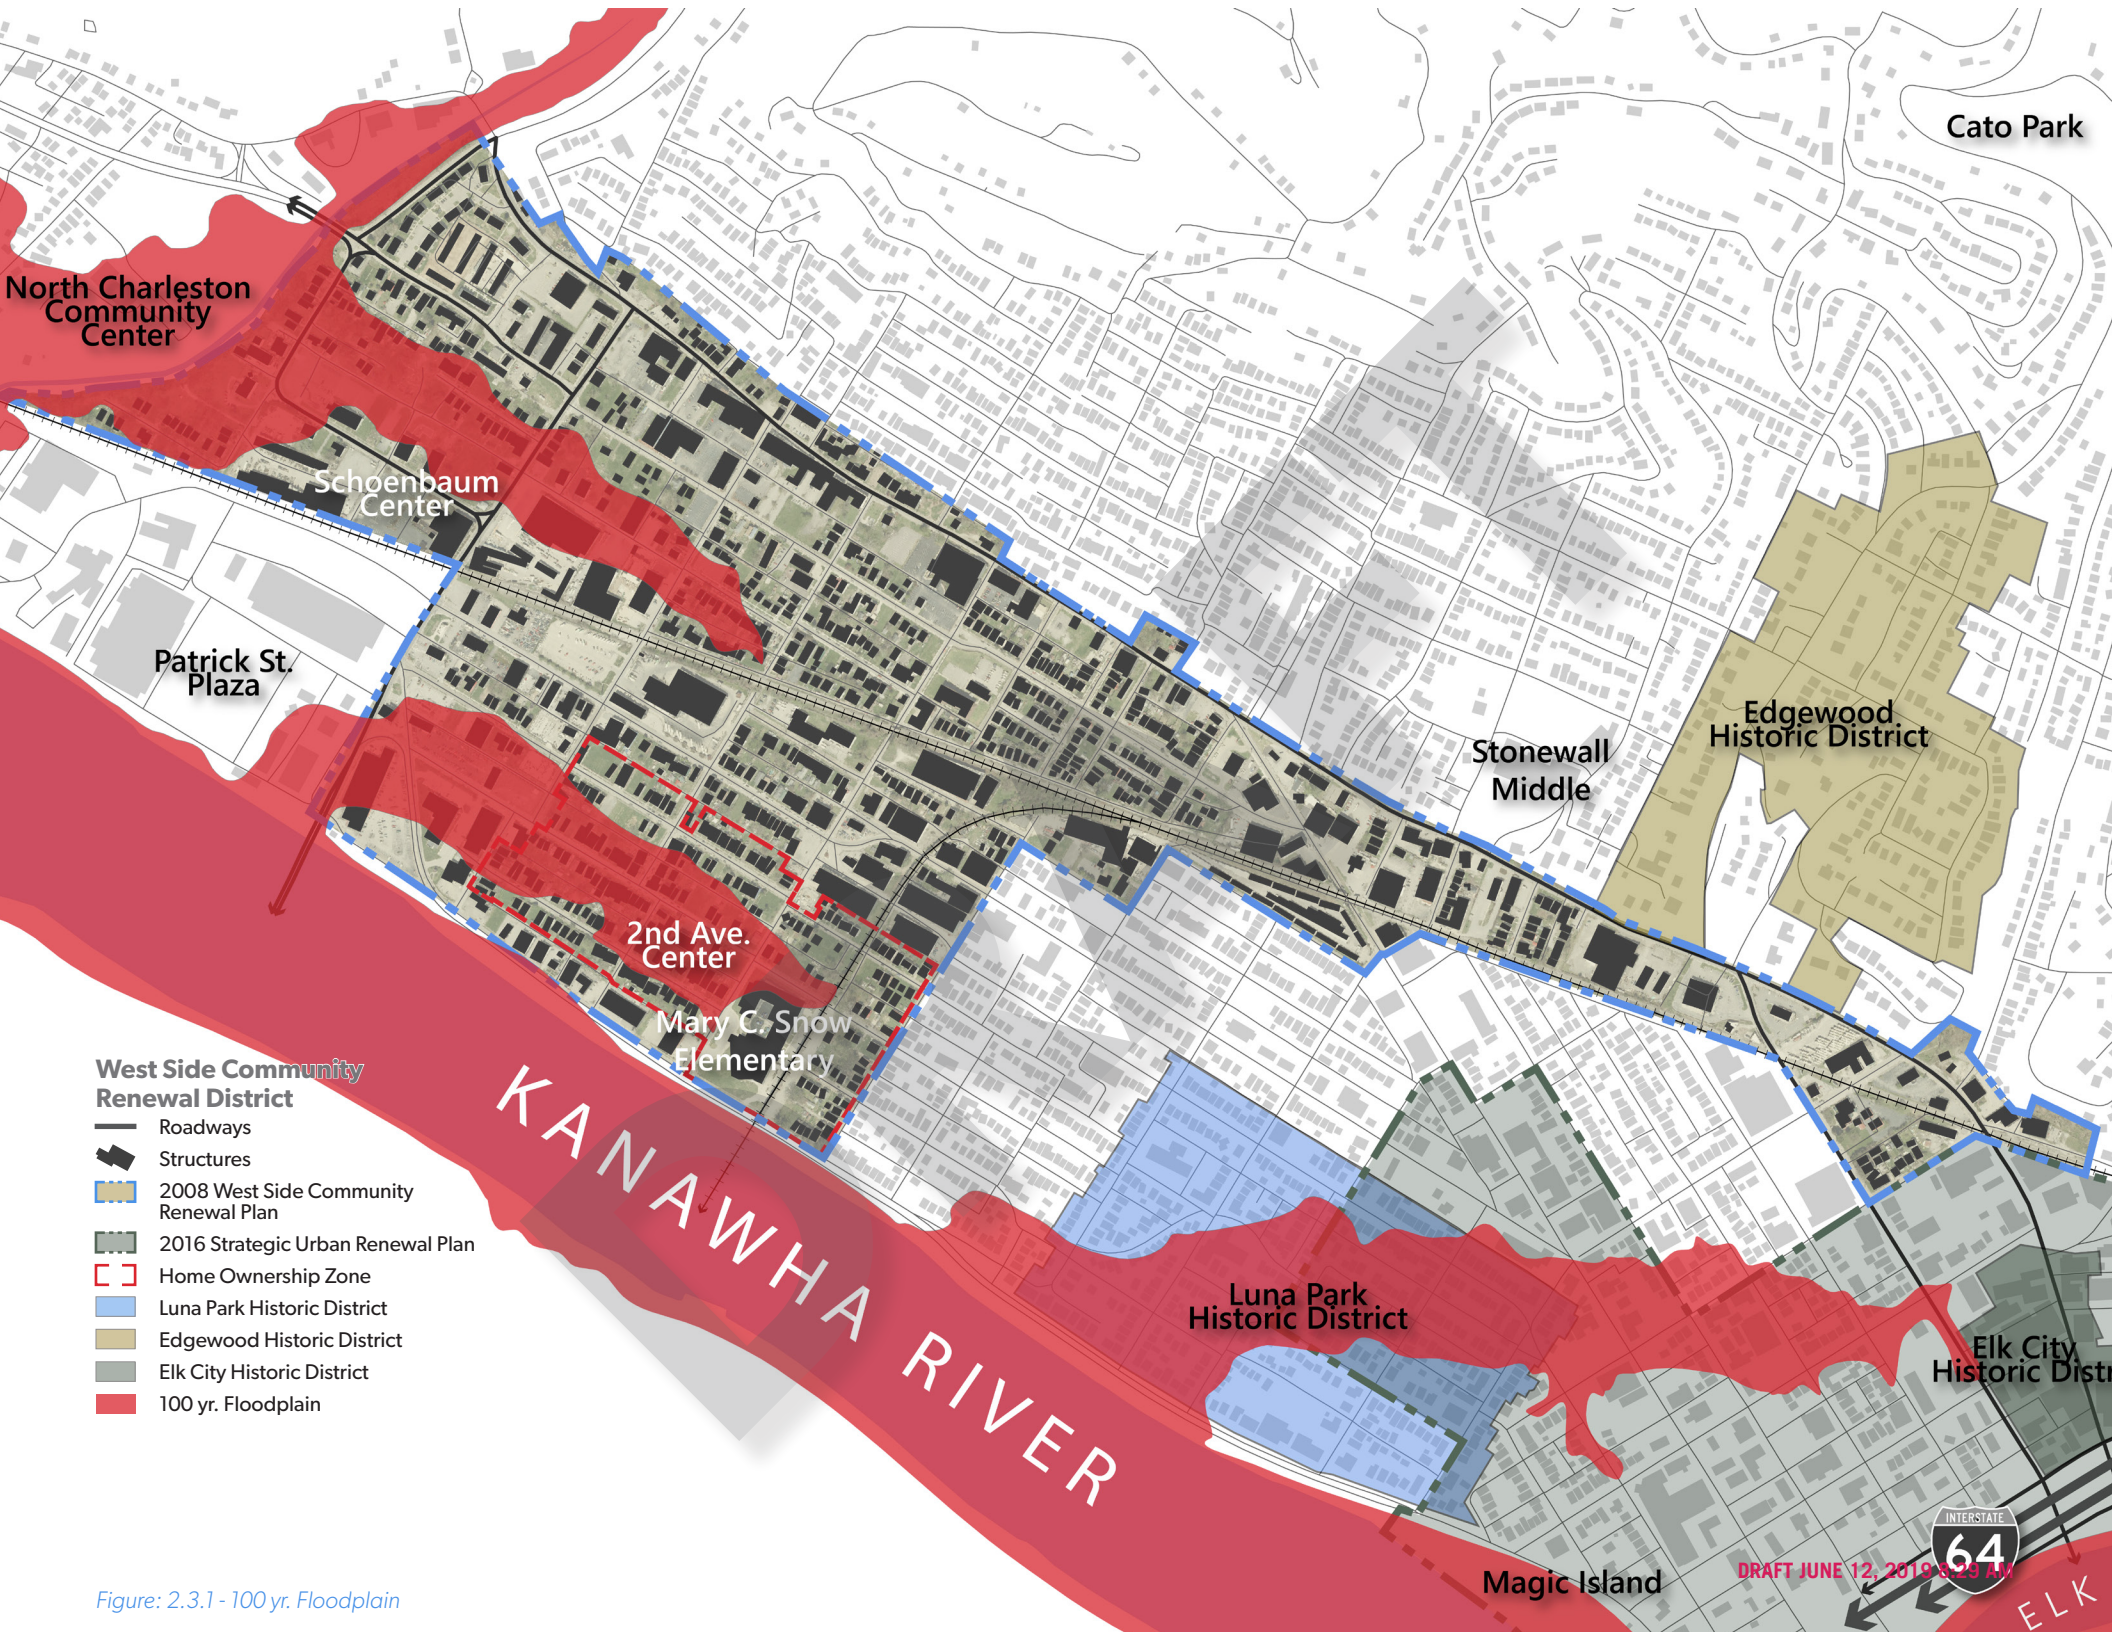 Cato Park
North Charleston
Community
Center
Schoenbaum
Center
Patrick St.
Plaza
Edgewood
Historic District
Stonewall
Middle
2nd Ave.
Center
Mary C. Snow
Elementary
KANAWHA RIVER
West Side Community
Renewal District
Roadways
Structures
2008 West Side Community
Renewal Plan
2016 Strategic Urban Renewal Plan
Home Ownership Zone
Luna Park Historic District
Edgewood Historic District
Elk City Historic District
100 yr. Floodplain
Luna Park
Historic District
Elk City
Historic Distr
INTERSTATE
64
DRAFT JUNE 12, 2019 8:29 AM
Magic Island
ELK
Figure: 2.3.1 - 100 yr. Floodplain